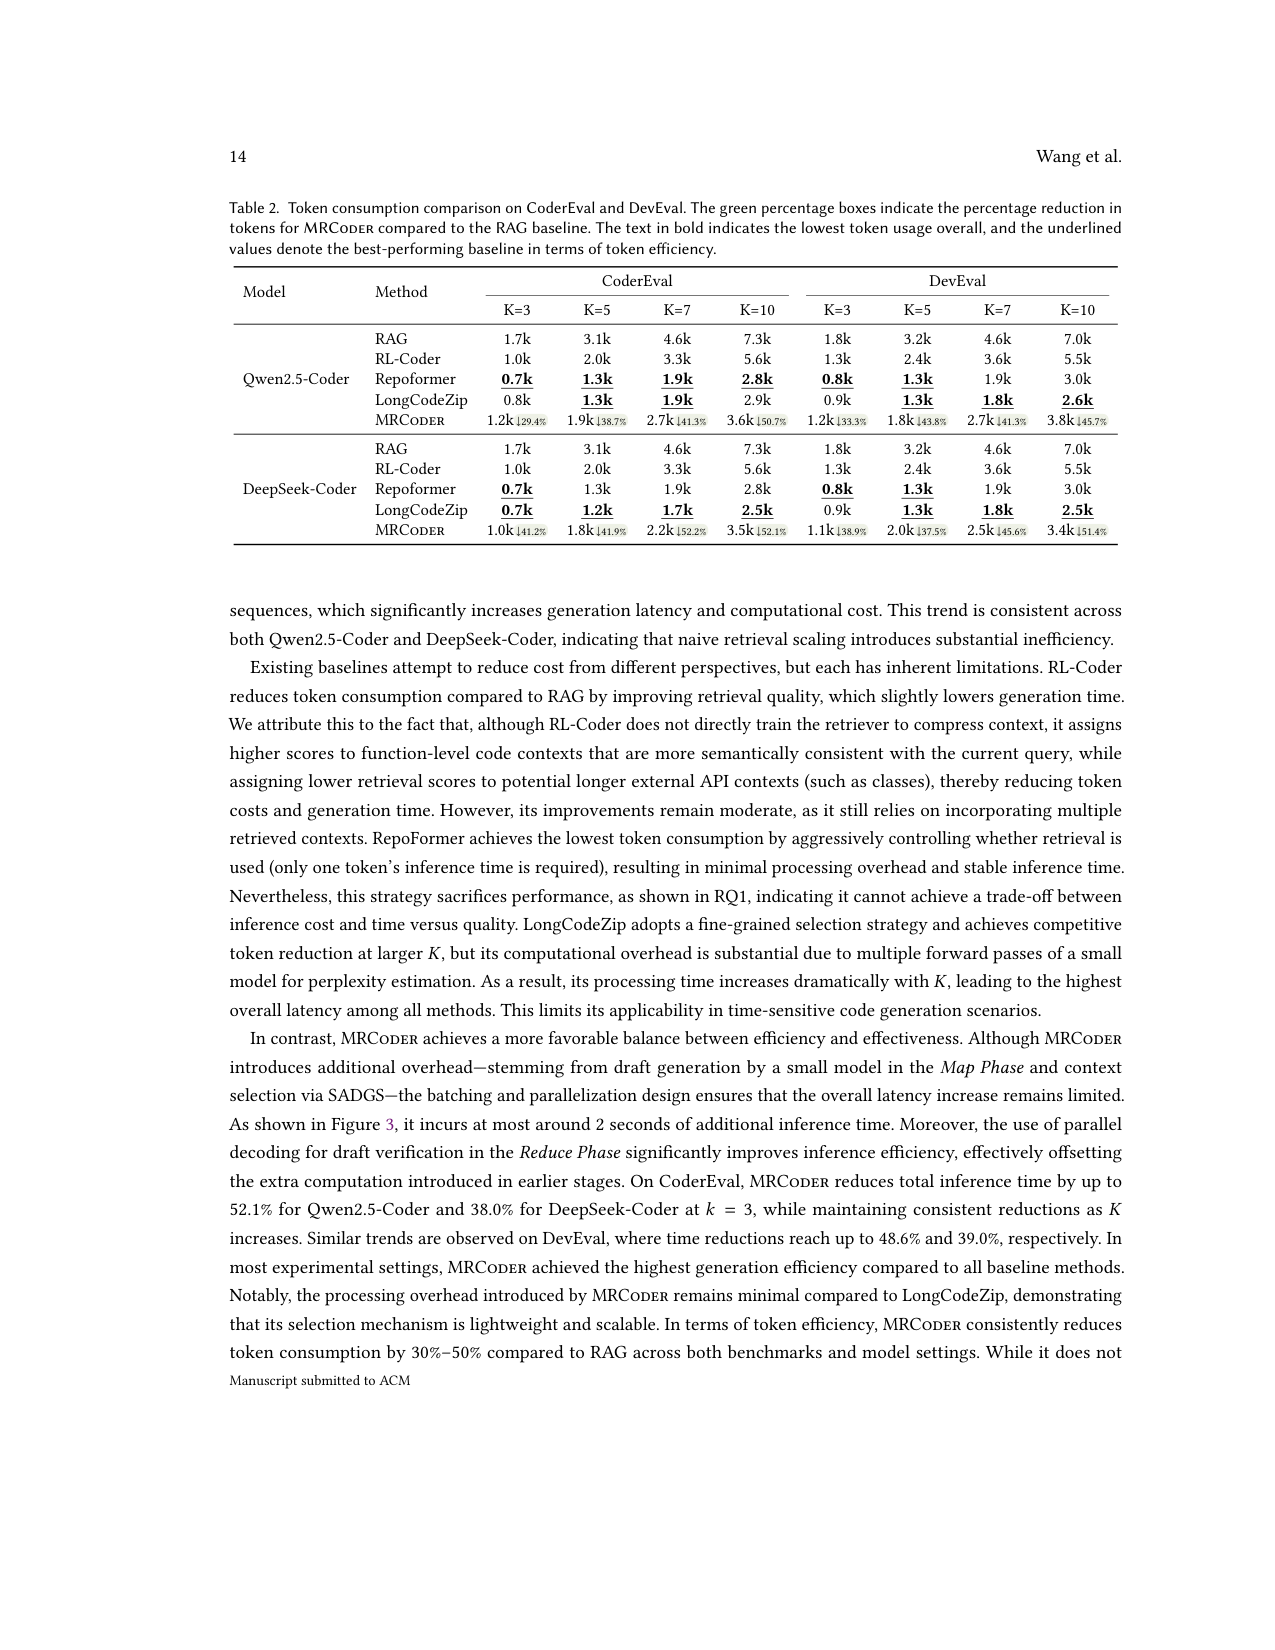 14 Wang et al.
Table 2. Token consumption comparison on CoderEval and DevEval. The green percentage boxes indicate the percentage reduction in
tokens for MRCODER compared to the RAG baseline. The text in bold indicates the lowest token usage overall, and the underlined
values denote the best-performing baseline in terms of token efficiency.
Model Method CoderEval DevEval
K=3 K=5 K=7 K=10 K=3 K=5 K=7 K=10
RAG 1.7k 3.1k 4.6k 7.3k 1.8k 3.2k 4.6k 7.0k
RL-Coder 1.0k 2.0k 3.3k 5.6k 1.3k 2.4k 3.6k 5.5k
Qwen2.5-Coder Repoformer 0.7k 1.3k 1.9k 2.8k 0.8k 1.3k 1.9k 3.0k
LongCodeZip 0.8k 1.3k 1.9k 2.9k 0.9k 1.3k 1.8k 2.6k
MRCODER 1.2k↓29.4% 1.9k↓38.7% 2.7k↓41.3% 3.6k↓50.7% 1.2k↓33.3% 1.8k↓43.8% 2.7k↓41.3% 3.8k↓45.7%
RAG 1.7k 3.1k 4.6k 7.3k 1.8k 3.2k 4.6k 7.0k
RL-Coder 1.0k 2.0k 3.3k 5.6k 1.3k 2.4k 3.6k 5.5k
DeepSeek-Coder Repoformer 0.7k 1.3k 1.9k 2.8k 0.8k 1.3k 1.9k 3.0k
LongCodeZip 0.7k 1.2k 1.7k 2.5k 0.9k 1.3k 1.8k 2.5k
MRCODER 1.0k↓41.2% 1.8k↓41.9% 2.2k↓52.2% 3.5k↓52.1% 1.1k↓38.9% 2.0k↓37.5% 2.5k↓45.6% 3.4k↓51.4%
sequences, which significantly increases generation latency and computational cost. This trend is consistent across
both Qwen2.5-Coder and DeepSeek-Coder, indicating that naive retrieval scaling introduces substantial inefficiency.
Existing baselines attempt to reduce cost from different perspectives, but each has inherent limitations. RL-Coder
reduces token consumption compared to RAG by improving retrieval quality, which slightly lowers generation time.
We attribute this to the fact that, although RL-Coder does not directly train the retriever to compress context, it assigns
higher scores to function-level code contexts that are more semantically consistent with the current query, while
assigning lower retrieval scores to potential longer external API contexts (such as classes), thereby reducing token
costs and generation time. However, its improvements remain moderate, as it still relies on incorporating multiple
retrieved contexts. RepoFormer achieves the lowest token consumption by aggressively controlling whether retrieval is
used (only one token's inference time is required), resulting in minimal processing overhead and stable inference time.
Nevertheless, this strategy sacrifices performance, as shown in RQ1, indicating it cannot achieve a trade-off between
inference cost and time versus quality. LongCodeZip adopts a fine-grained selection strategy and achieves competitive
token reduction at larger K, but its computational overhead is substantial due to multiple forward passes of a small
model for perplexity estimation. As a result, its processing time increases dramatically with K, leading to the highest
overall latency among all methods. This limits its applicability in time-sensitive code generation scenarios.
In contrast, MRCODER achieves a more favorable balance between efficiency and effectiveness. Although MRCODER
introduces additional overhead—stemming from draft generation by a small model in the Map Phase and context
selection via SADGS—the batching and parallelization design ensures that the overall latency increase remains limited.
As shown in Figure 3, it incurs at most around 2 seconds of additional inference time. Moreover, the use of parallel
decoding for draft verification in the Reduce Phase significantly improves inference efficiency, effectively offsetting
the extra computation introduced in earlier stages. On CoderEval, MRCODER reduces total inference time by up to
52.1% for Qwen2.5-Coder and 38.0% for DeepSeek-Coder at k = 3, while maintaining consistent reductions as K
increases. Similar trends are observed on DevEval, where time reductions reach up to 48.6% and 39.0%, respectively. In
most experimental settings, MRCODER achieved the highest generation efficiency compared to all baseline methods.
Notably, the processing overhead introduced by MRCODER remains minimal compared to LongCodeZip, demonstrating
that its selection mechanism is lightweight and scalable. In terms of token efficiency, MRCODER consistently reduces
token consumption by 30%–50% compared to RAG across both benchmarks and model settings. While it does not
Manuscript submitted to ACM